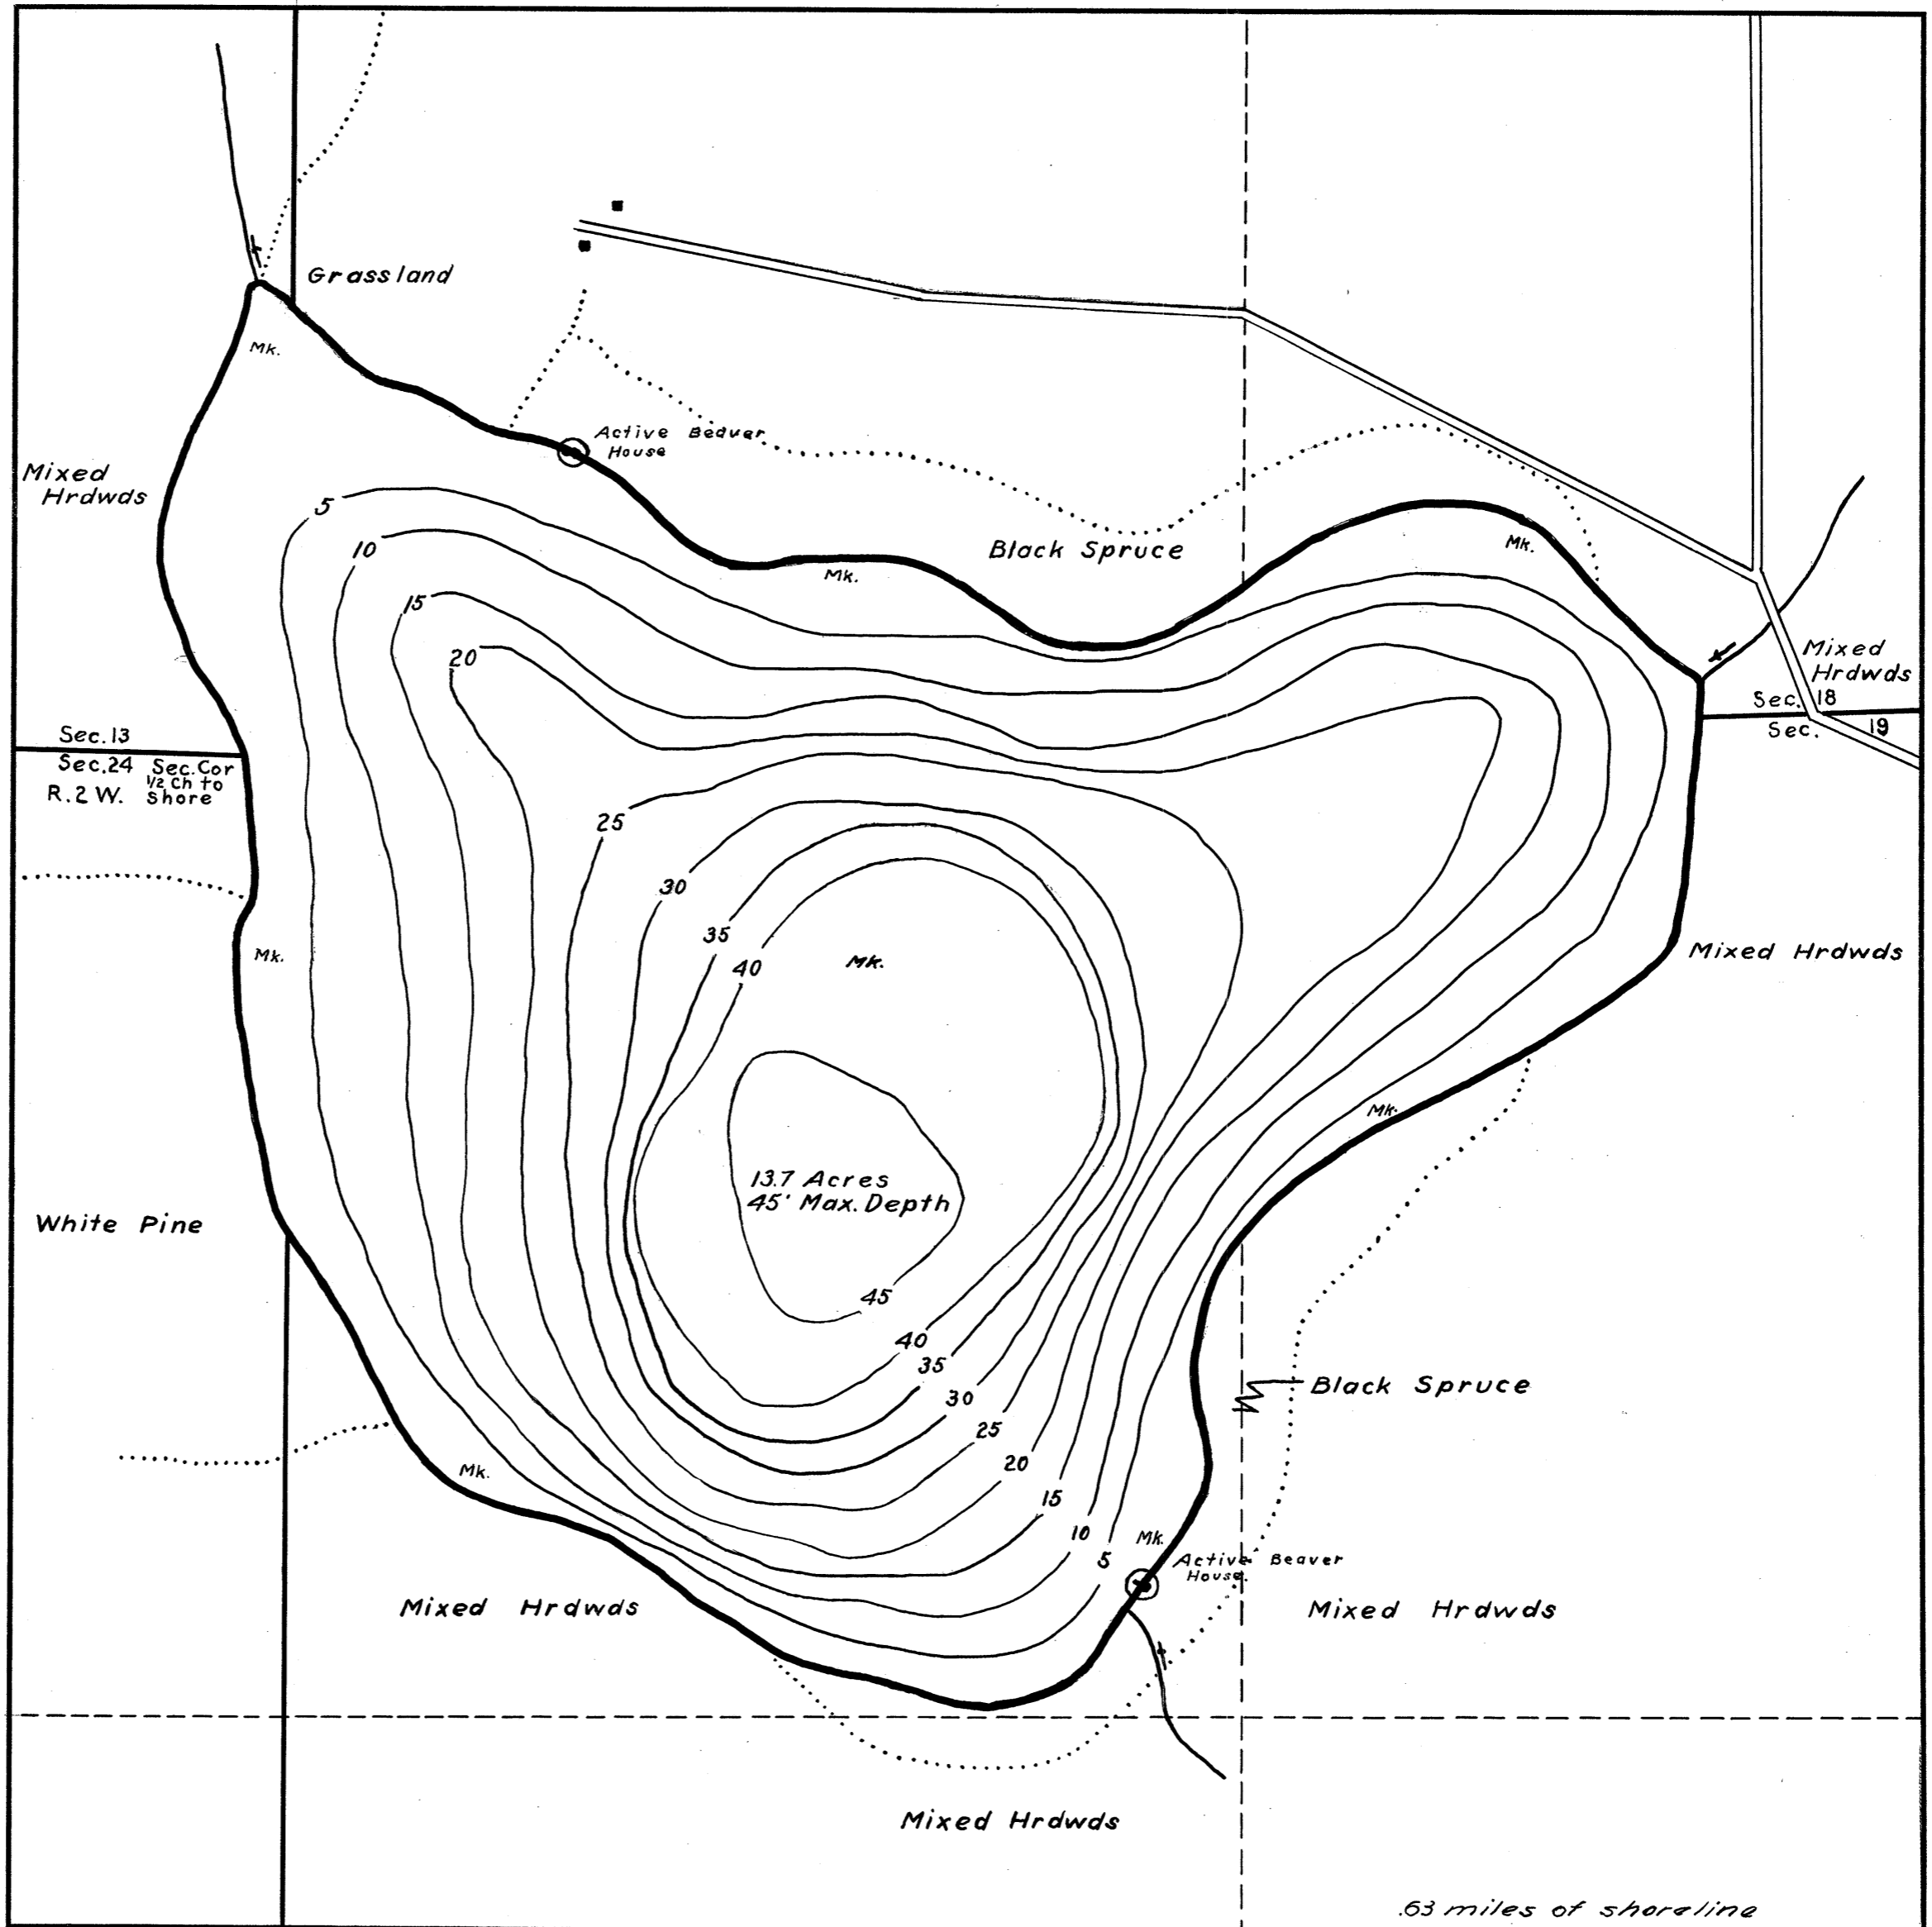 Grassland
Mk.
Active Beaver
House
Mixed
Hrdwds
5
10
Black Spruce
Mk.
Mk.
15
20
Mixed
Hrdwds
Sec. 18
Sec. 19
Sec. 13
Sec. 24 Sec. Cor
1/2 Ch to
R. 2 W. Shore
25
30
35
40
Mk.
Mk.
Mixed Hrdwds
Mk.
13.7 Acres
45' Max. Depth
White Pine
45
40
35
30
25
20
15
10
5
Black Spruce
Mk.
Mk.
Active Beaver
House.
Mixed Hrdwds
Mixed Hrdwds
Mixed Hrdwds
.63 miles of shoreline